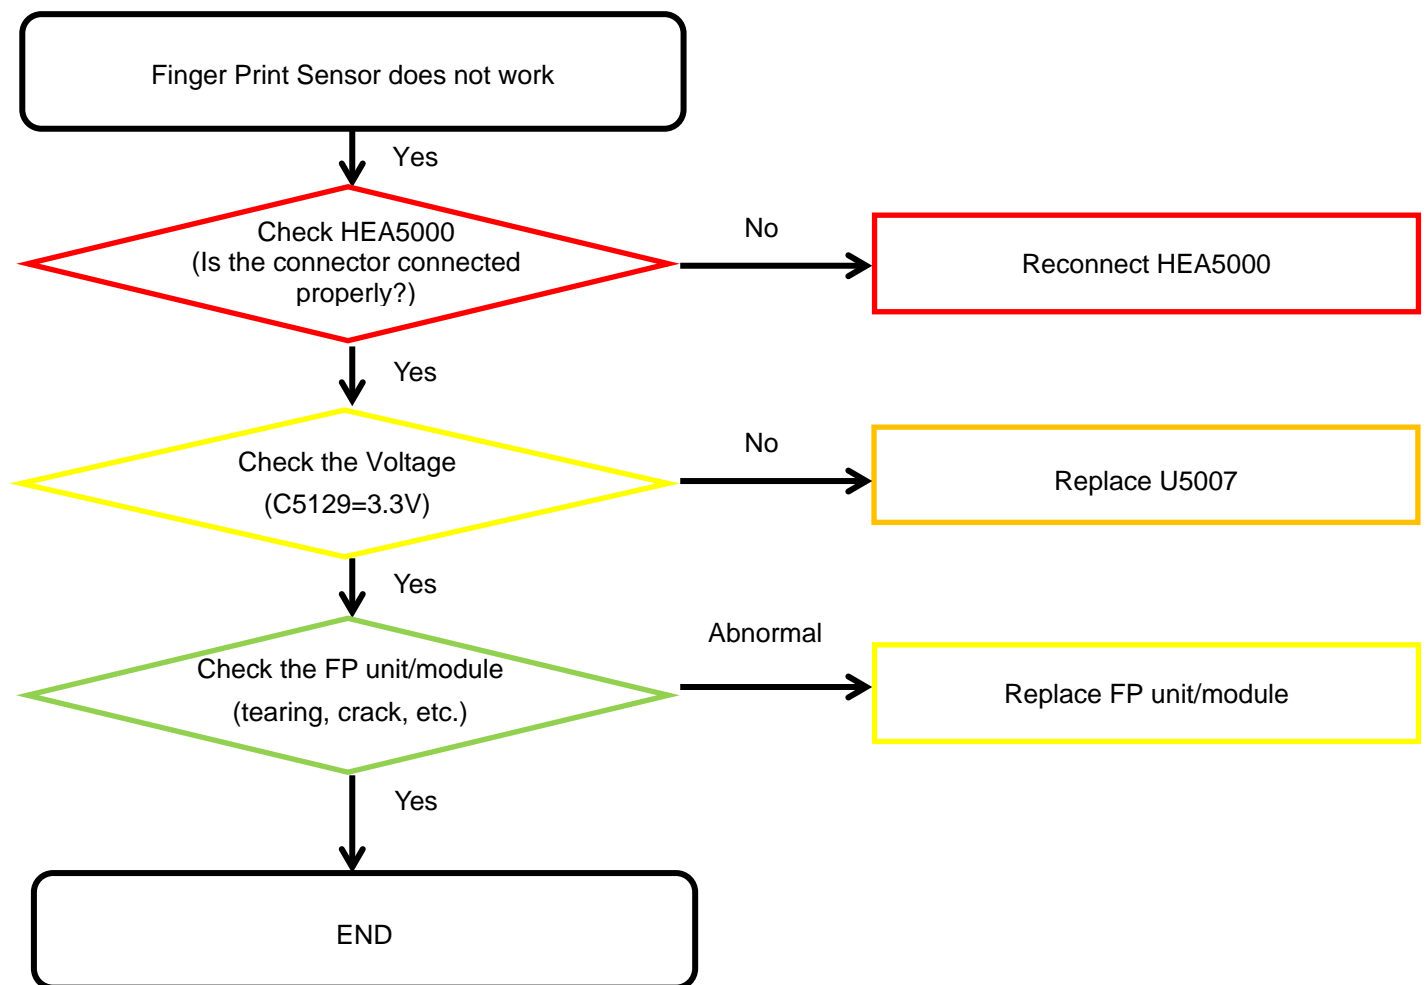 Finger Print Sensor does not work
Yes
Check HEA5000
(Is the connector connected
properly?)
No
Reconnect HEA5000
Yes
Check the Voltage
(C5129=3.3V)
No
Replace U5007
Yes
Check the FP unit/module
(tearing, crack, etc.)
Abnormal
Replace FP unit/module
Yes
END